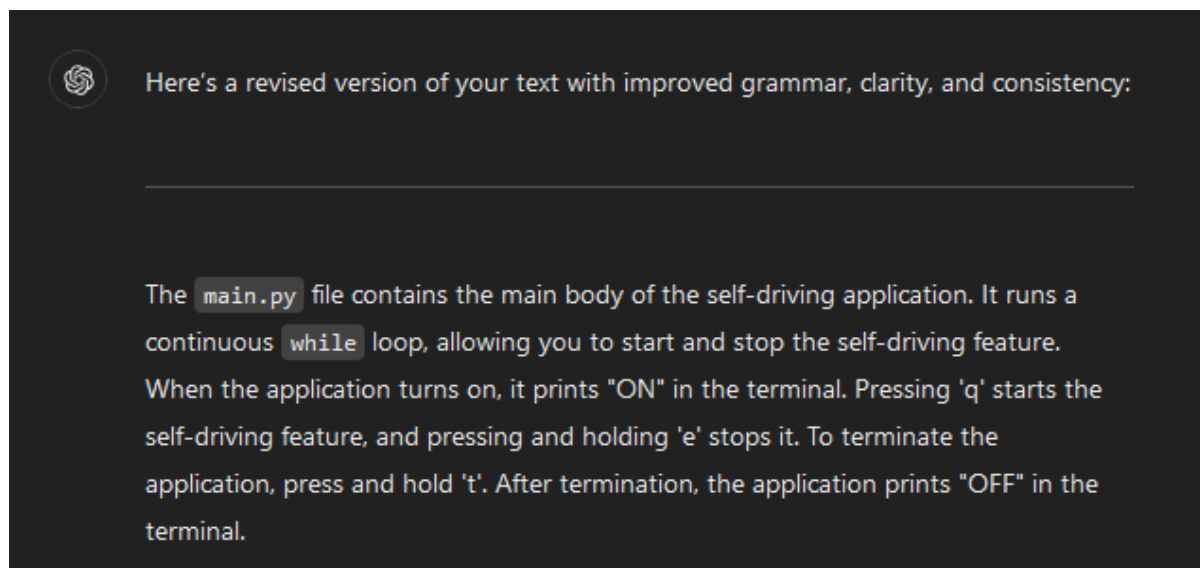 Here's a revised version of your text with improved grammar, clarity, and consistency:
The main.py file contains the main body of the self-driving application. It runs a
continuous while loop, allowing you to start and stop the self-driving feature.
When the application turns on, it prints "ON" in the terminal. Pressing 'q' starts the
self-driving feature, and pressing and holding 'e' stops it. To terminate the
application, press and hold 't'. After termination, the application prints "OFF" in the
terminal.